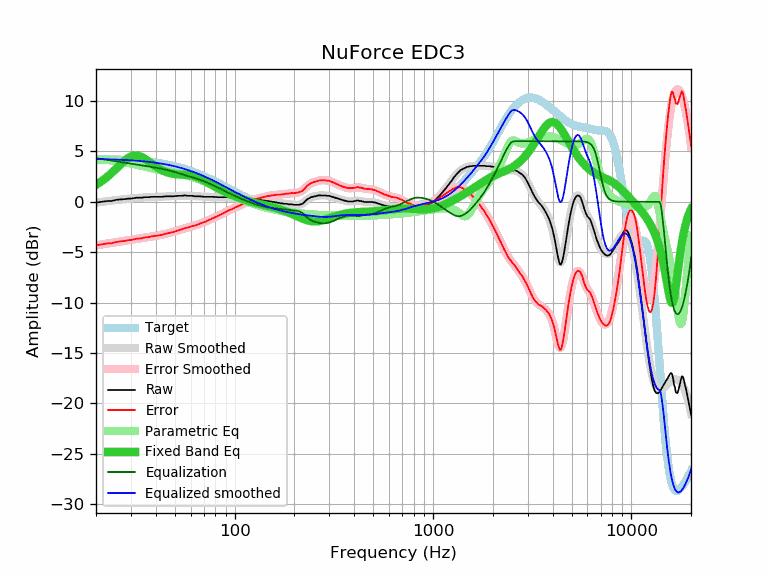 NuForce EDC3
Amplitude (dBr)
10
5
0
−5
−10
−15
−20
−25
−30
Target
Raw Smoothed
Error Smoothed
Raw
Error
Parametric Eq
Fixed Band Eq
Equalization
Equalized smoothed
100
1000
10000
Frequency (Hz)